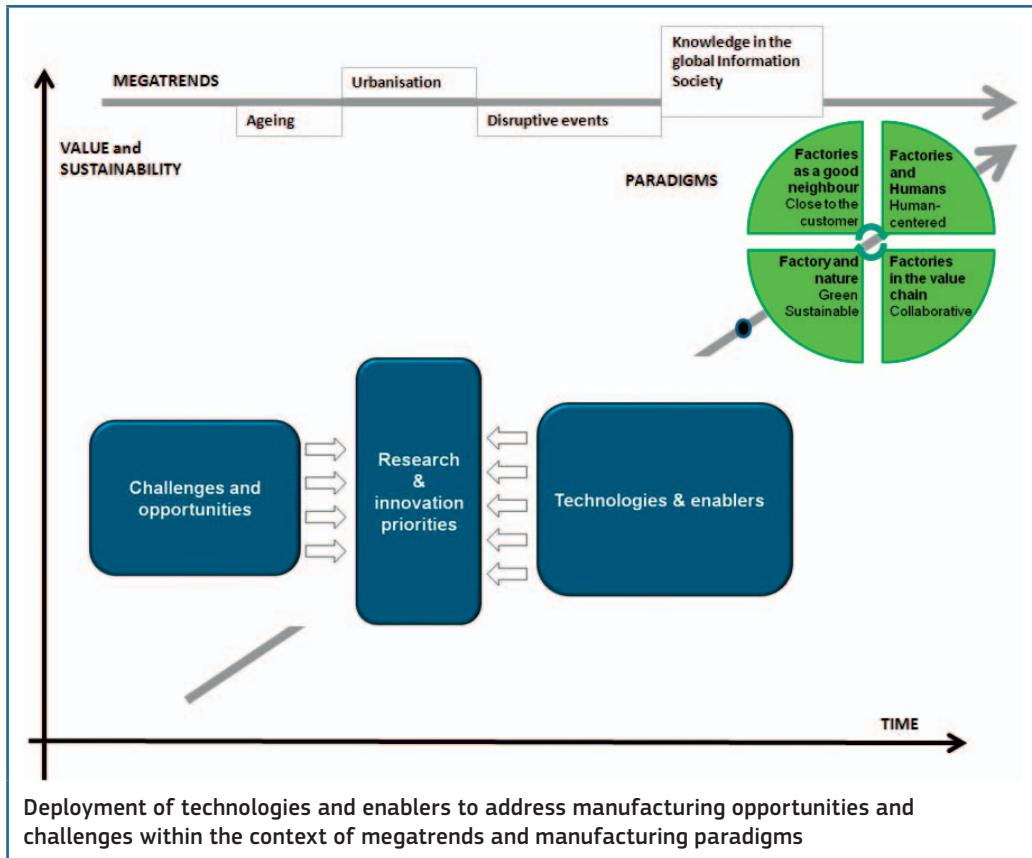 Knowledge in the
global Information
Society
MEGATRENDS
Urbanisation
Ageing
Disruptive events
VALUE and
SUSTAINABILITY
PARADIGMS
Factories
as a good
neighbour
Close to the
customer
Factories
and
Humans
Human-
centered
Factory and
nature
Green
Sustainable
Factories
in the value
chain
Collaborative
Challenges and
opportunities
Research
&
innovation
priorities
Technologies & enablers
TIME
Deployment of technologies and enablers to address manufacturing opportunities and
challenges within the context of megatrends and manufacturing paradigms